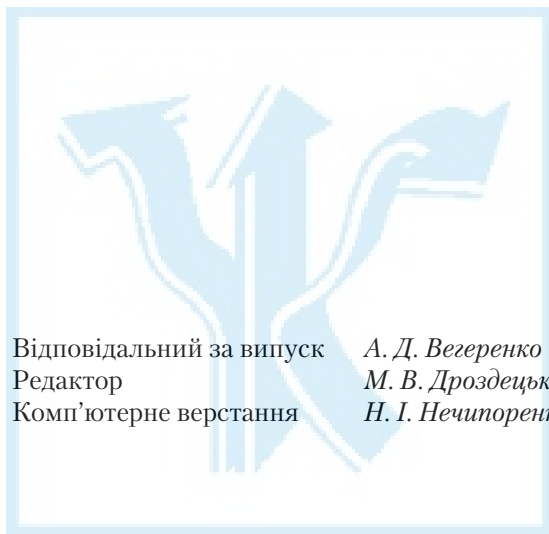 Відповідальний за випуск А. Д. Вегеренко
Редактор М. В.
Комп’ютерне верстання Н. І.